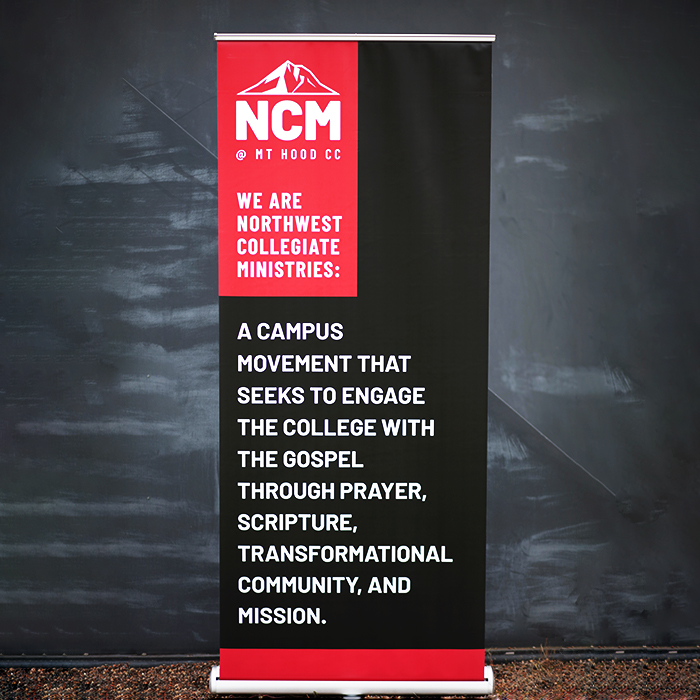 NCM
@ MT HOOD CC
WE ARE
NORTHWEST
COLLEGIATE
MINISTRIES:
A CAMPUS
MOVEMENT THAT
SEEKS TO ENGAGE
THE COLLEGE WITH
THE GOSPEL
THROUGH PRAYER,
SCRIPTURE,
TRANSFORMATIONAL
COMMUNITY, AND
MISSION.